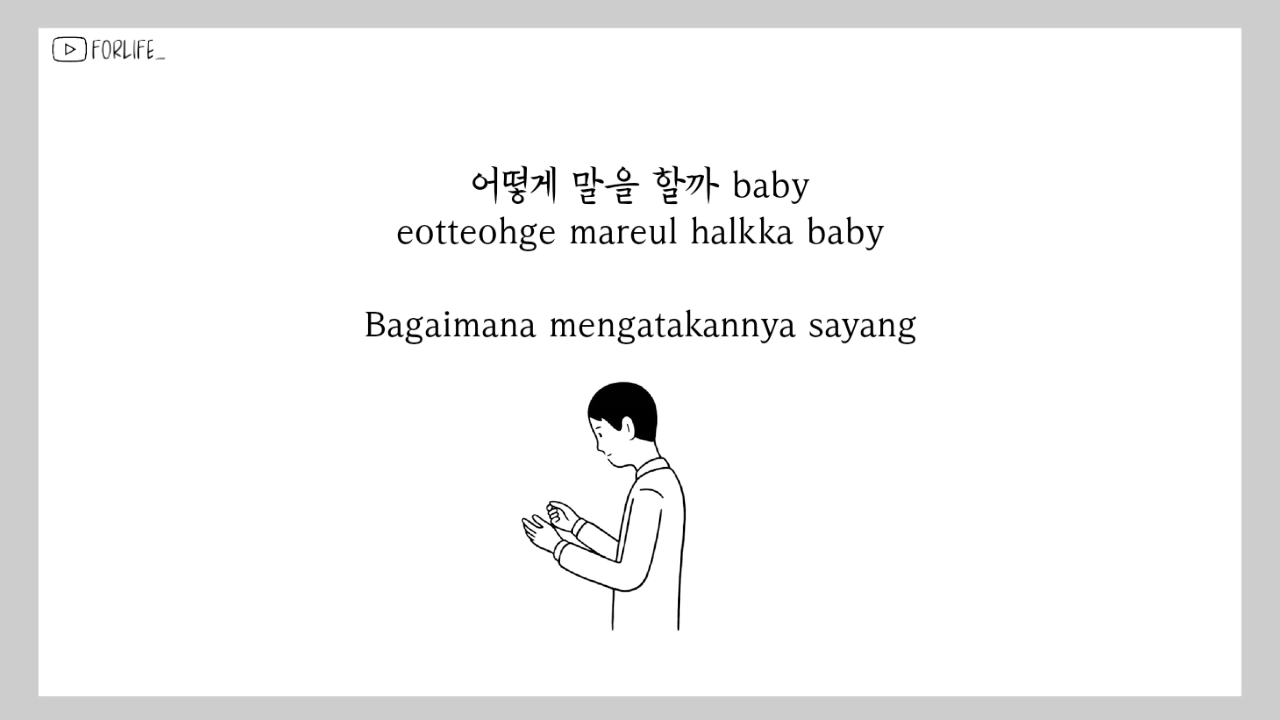 FORLIFE_
어떻게 말을 할까 baby
eotteohge mareul halkka baby
Bagaimana mengatakannya sayang